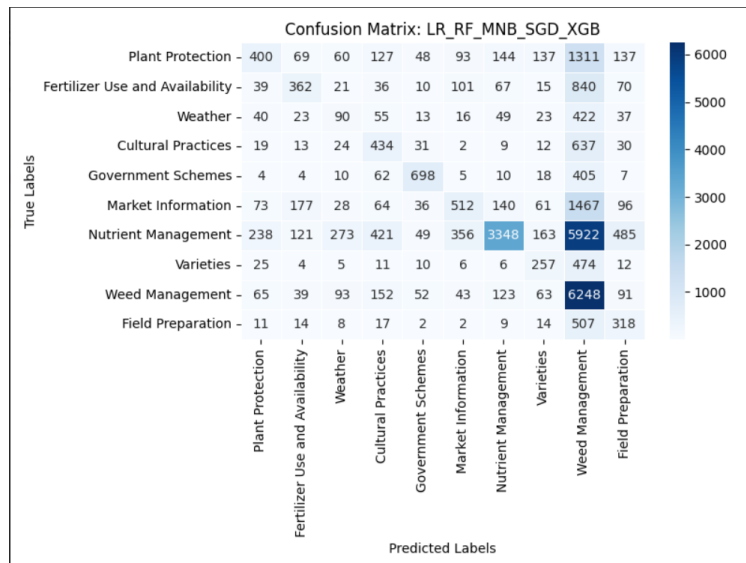 Confusion Matrix: LR_RF_MNB_SGD_XGB
True Labels
Plant Protection 400 69 60 127 48 93 144 137 1311 137
Fertilizer Use and Availability 39 362 21 36 10 101 67 15 840 70
Weather 40 23 90 55 13 16 49 23 422 37
Cultural Practices 19 13 24 434 31 2 9 12 637 30
Government Schemes 4 4 10 62 698 5 10 18 405 7
Market Information 73 177 28 64 36 512 140 61 1467 96
Nutrient Management 238 121 273 421 49 356 3348 163 5922 485
Varieties 25 4 5 11 10 6 6 257 474 12
Weed Management 65 39 93 152 52 43 123 63 6248 91
Field Preparation 11 14 8 17 2 2 9 14 507 318
Plant Protection
Fertilizer Use and Availability
Weather
Cultural Practices
Government Schemes
Market Information
Nutrient Management
Varieties
Weed Management
Field Preparation
Predicted Labels
6000
5000
4000
3000
2000
1000